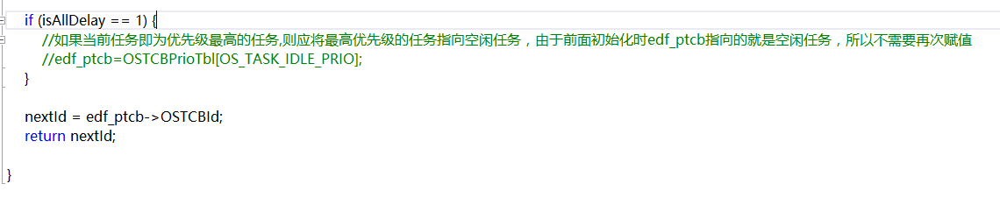 if (isAllDelay == 1) {
//如果当前任务即为优先级最高的任务,则应将最高优先级的任务指向空闲任务，由于前面初始化时edf_ptcb指向的就是空闲任务，所以不需要再次赋值
//edf_ptcb=OSTCBPrioTbl[OS_TASK_IDLE_PRIO];
}
nextId = edf_ptcb->OSTCBId;
return nextId;
}